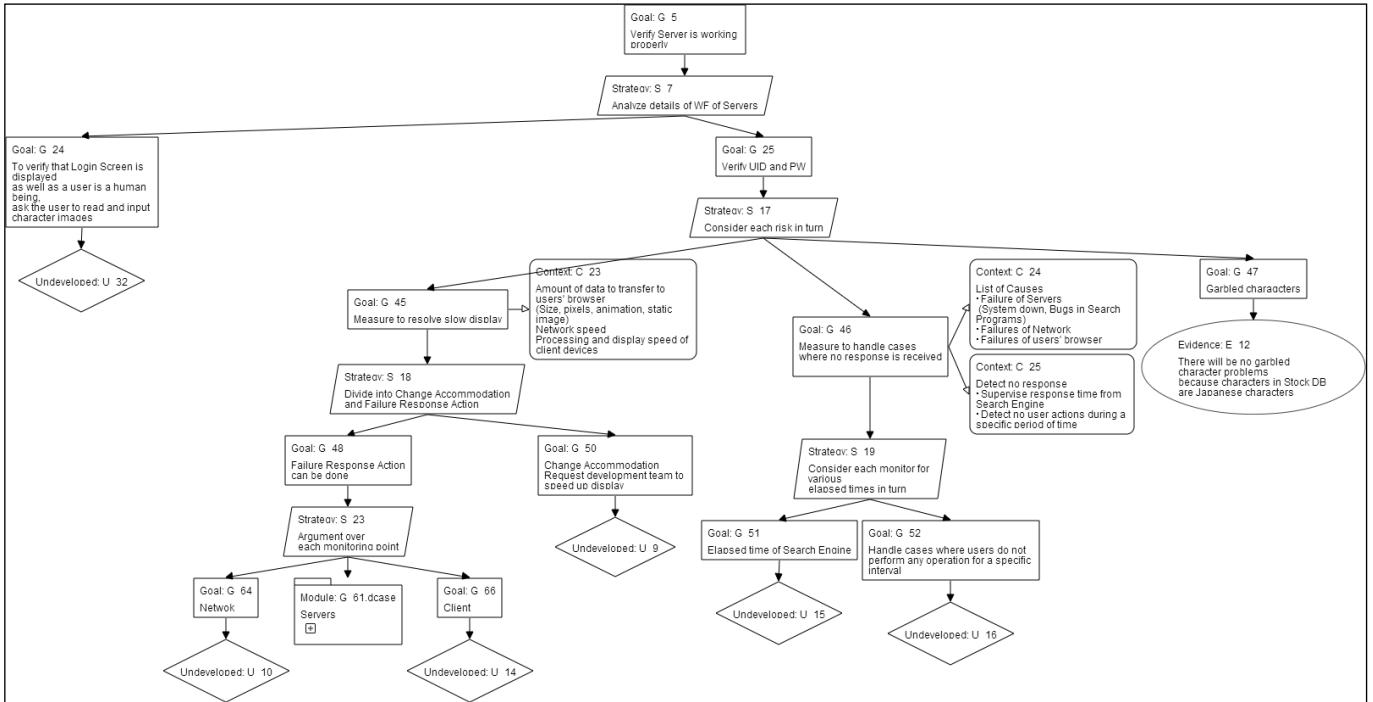 Goal: G 5
Verify Server is working
properly
Strategy: S 7
Analyze details of WF of Servers
Goal: G 24
To verify that Login Screen is
displayed
as well as a user is a human
being,
ask the user to read and input
character images
Undeveloped: U 32
Goal: G 25
Verify UID and PW
Strategy: S 17
Consider each risk in turn
Goal: G 45
Measure to resolve slow display
Context: C 23
Amount of data to transfer to
users' browser
(Size, pixels, animation, static
image)
Network speed
Processing and display speed of
client devices
Goal: G 46
Measure to handle cases
where no response is received
Context: C 24
List of Causes
・Failure of Servers
(System down, Bugs in Search
Programs)
・Failures of Network
・Failures of users' browser
Context: C 25
Detect no response
・Supervise response time from
Search Engine
・Detect no user actions during a
specific period of time
Goal: G 47
Garbled characters
Evidence: E 12
There will be no garbled
character problems
because characters in Stock DB
are Japanese characters
Strategy: S 18
Divide into Change Accommodation
and Failure Response Action
Goal: G 48
Failure Response Action
can be done
Goal: G 50
Change Accommodation
Request development team to
speed up display
Undeveloped: U 9
Strategy: S 23
Argument over
each monitoring point
Goal: G 64
Netwok
Undeveloped: U 10
Module: G 61.dcase
Servers
Goal: G 66
Client
Undeveloped: U 14
Strategy: S 19
Consider each monitor for
various
elapsed times in turn
Goal: G 51
Elapsed time of Search Engine
Undeveloped: U 15
Goal: G 52
Handle cases where users do not
perform any operation for a specific
interval
Undeveloped: U 16